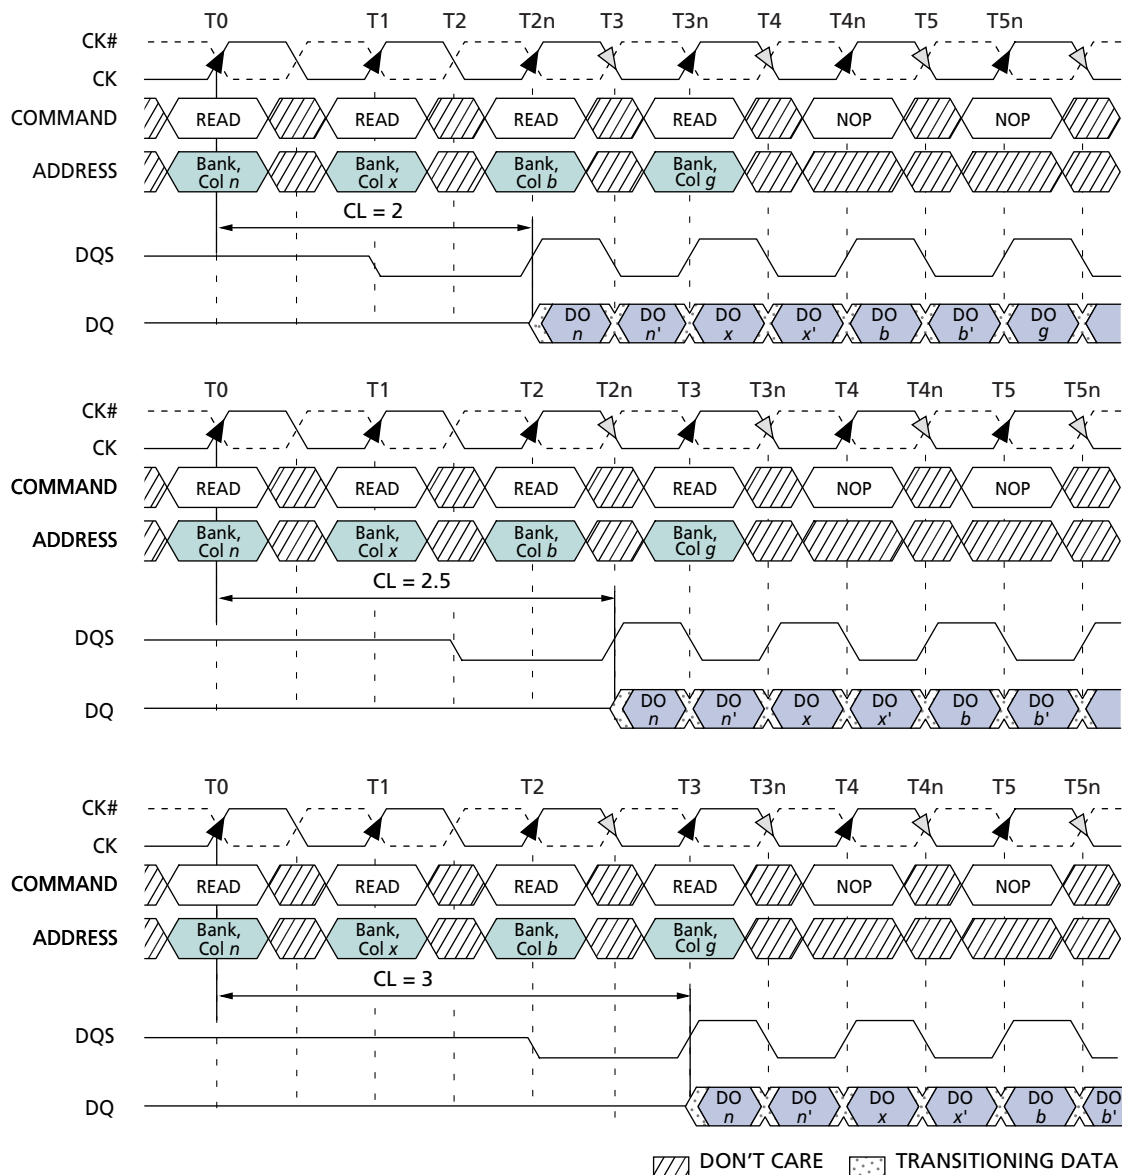 T0 T1 T2 T2n T3 T3n T4 T4n T5 T5n
CK#
CK
COMMAND READ READ READ READ NOP NOP
ADDRESS Bank, Col n Bank, Col x Bank, Col b Bank, Col g
CL = 2
DQS
DQ DO n DO n' DO x DO x' DO b DO b' DO g
T0 T1 T2 T2n T3 T3n T4 T4n T5 T5n
CK#
CK
COMMAND READ READ READ READ NOP NOP
ADDRESS Bank, Col n Bank, Col x Bank, Col b Bank, Col g
CL = 2.5
DQS
DQ DO n DO n' DO x DO x' DO b DO b'
T0 T1 T2 T3 T3n T4 T4n T5 T5n
CK#
CK
COMMAND READ READ READ READ NOP NOP
ADDRESS Bank, Col n Bank, Col x Bank, Col b Bank, Col g
CL = 3
DQS
DQ DO n DO n' DO x DO x' DO b DO b'
DON'T CARE TRANSITIONING DATA